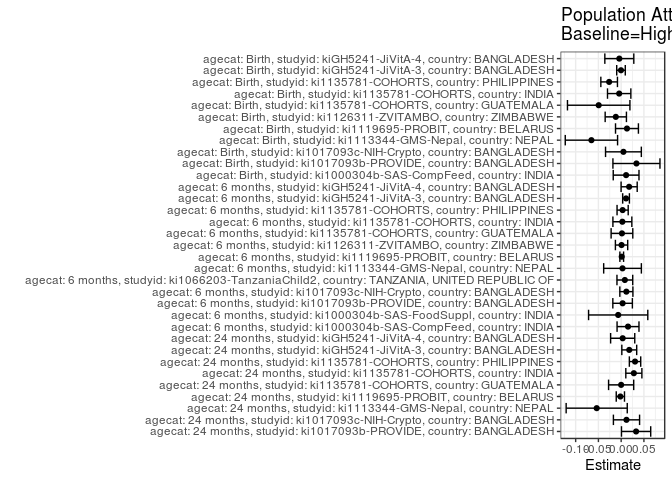 Population Att
Baseline=High
agecat: Birth, studyid: kiGH5241-JiVitA-4, country: BANGLADESH
agecat: Birth, studyid: kiGH5241-JiVitA-3, country: BANGLADESH
agecat: Birth, studyid: ki1135781-COHORTS, country: PHILIPPINES
agecat: Birth, studyid: ki1135781-COHORTS, country: INDIA
agecat: Birth, studyid: ki1135781-COHORTS, country: GUATEMALA
agecat: Birth, studyid: ki1126311-ZVITAMBO, country: ZIMBABWE
agecat: Birth, studyid: ki1119695-PROBIT, country: BELARUS
agecat: Birth, studyid: ki1113344-GMS-Nepal, country: NEPAL
agecat: Birth, studyid: ki1017093c-NIH-Crypto, country: BANGLADESH
agecat: Birth, studyid: ki1017093b-PROVIDE, country: BANGLADESH
agecat: Birth, studyid: ki1000304b-SAS-CompFeed, country: INDIA
agecat: 6 months, studyid: kiGH5241-JiVitA-4, country: BANGLADESH
agecat: 6 months, studyid: kiGH5241-JiVitA-3, country: BANGLADESH
agecat: 6 months, studyid: ki1135781-COHORTS, country: PHILIPPINES
agecat: 6 months, studyid: ki1135781-COHORTS, country: INDIA
agecat: 6 months, studyid: ki1135781-COHORTS, country: GUATEMALA
agecat: 6 months, studyid: ki1126311-ZVITAMBO, country: ZIMBABWE
agecat: 6 months, studyid: ki1119695-PROBIT, country: BELARUS
agecat: 6 months, studyid: ki1113344-GMS-Nepal, country: NEPAL
agecat: 6 months, studyid: ki1066203-TanzaniaChild2, country: TANZANIA, UNITED REPUBLIC OF
agecat: 6 months, studyid: ki1017093c-NIH-Crypto, country: BANGLADESH
agecat: 6 months, studyid: ki1017093b-PROVIDE, country: BANGLADESH
agecat: 6 months, studyid: ki1000304b-SAS-FoodSuppl, country: INDIA
agecat: 6 months, studyid: ki1000304b-SAS-CompFeed, country: INDIA
agecat: 24 months, studyid: kiGH5241-JiVitA-4, country: BANGLADESH
agecat: 24 months, studyid: kiGH5241-JiVitA-3, country: BANGLADESH
agecat: 24 months, studyid: ki1135781-COHORTS, country: PHILIPPINES
agecat: 24 months, studyid: ki1135781-COHORTS, country: INDIA
agecat: 24 months, studyid: ki1135781-COHORTS, country: GUATEMALA
agecat: 24 months, studyid: ki1119695-PROBIT, country: BELARUS
agecat: 24 months, studyid: ki1113344-GMS-Nepal, country: NEPAL
agecat: 24 months, studyid: ki1017093c-NIH-Crypto, country: BANGLADESH
agecat: 24 months, studyid: ki1017093b-PROVIDE, country: BANGLADESH
-0.10 -0.05 0.00 0.05
Estimate